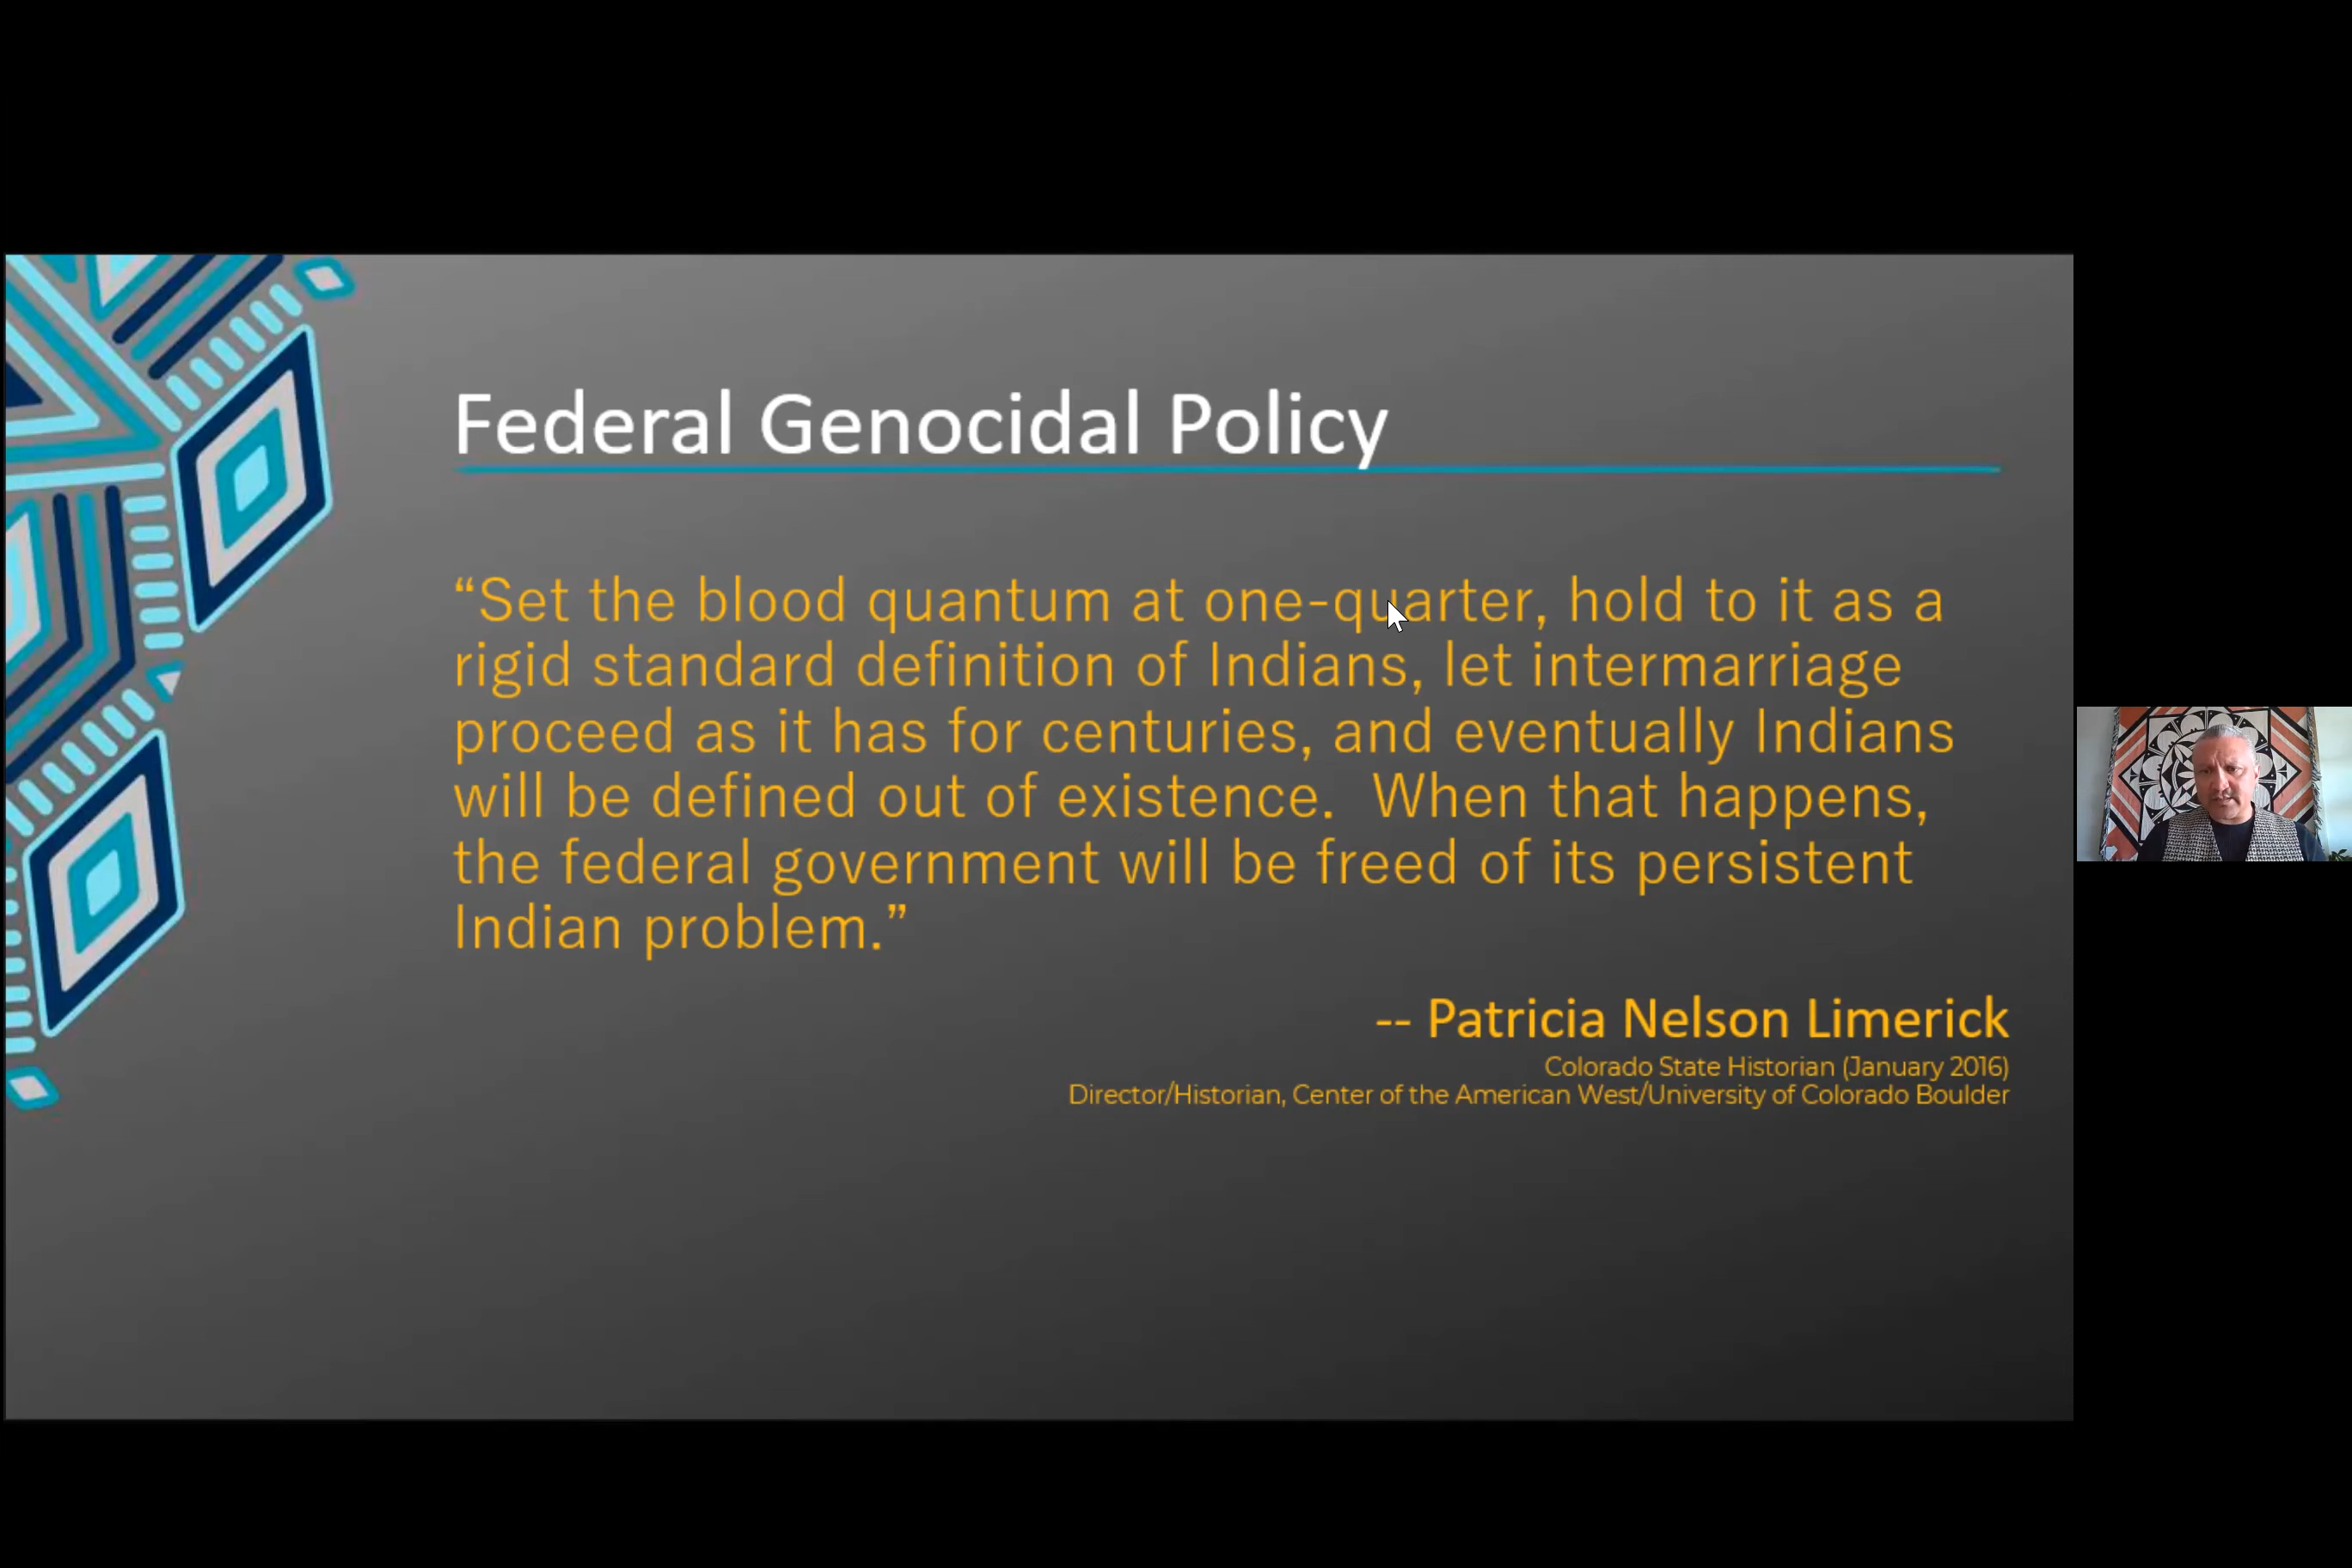 Federal Genocidal Policy
“Set the blood quantum at one-quarter, hold to it as a
rigid standard definition of Indians, let intermarriage
proceed as it has for centuries, and eventually Indians
will be defined out of existence.  When that happens,
the federal government will be freed of its persistent
Indian problem.”
-- Patricia Nelson Limerick
Colorado State Historian (January 2016)
Director/Historian, Center of the American West/University of Colorado Boulder